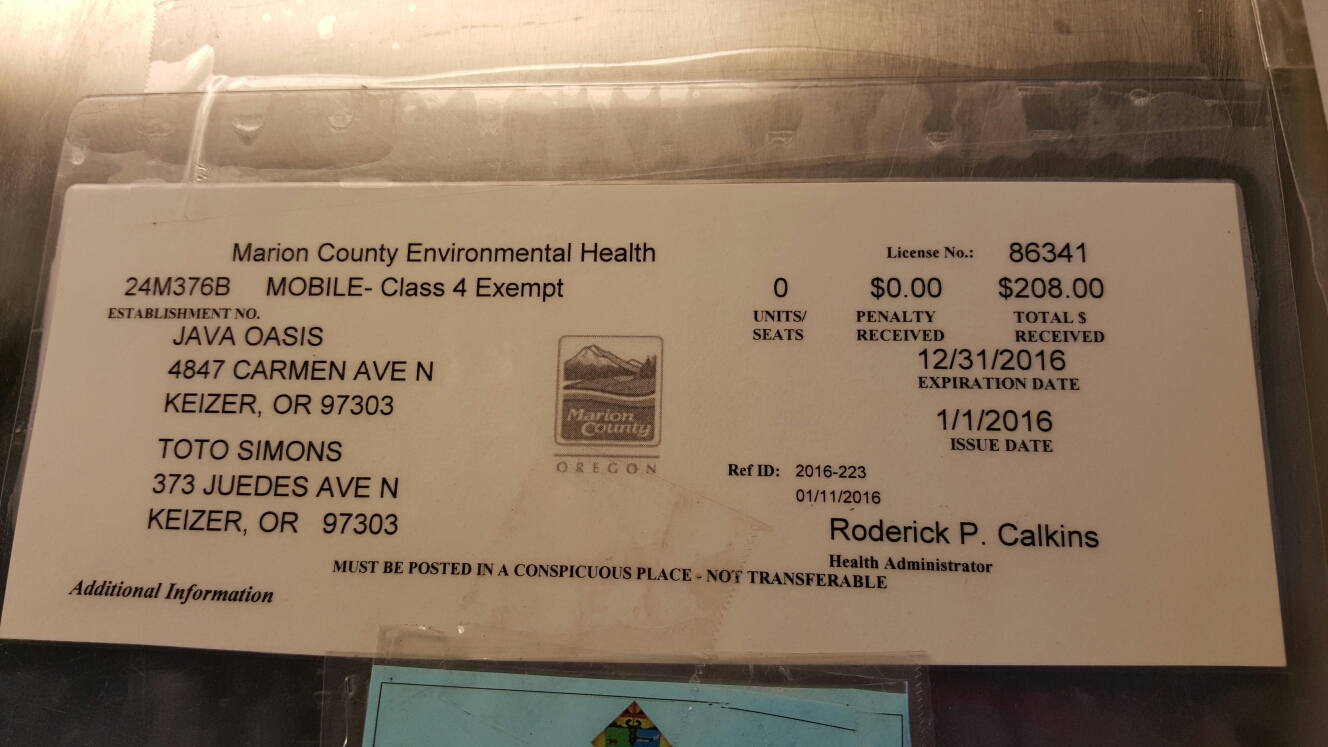 Marion County Environmental Health
License No.: 86341
24M376B MOBILE- Class 4 Exempt
0 $0.00 $208.00
ESTABLISHMENT NO.
UNITS/ SEATS
PENALTY RECEIVED
TOTAL $ RECEIVED
JAVA OASIS
4847 CARMEN AVE N
KEIZER, OR 97303
12/31/2016
EXPIRATION DATE
1/1/2016
ISSUE DATE
Marion
County
OREGON
TOTO SIMONS
373 JUEDES AVE N
KEIZER, OR 97303
Ref ID: 2016-223
01/11/2016
Roderick P. Calkins
Health Administrator
MUST BE POSTED IN A CONSPICUOUS PLACE - NOT TRANSFERABLE
Additional Information